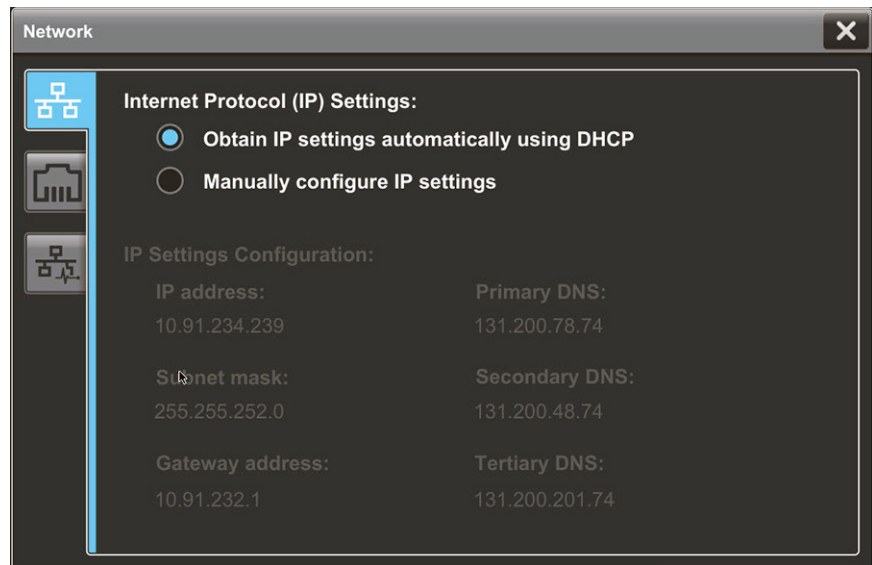 Network
Internet Protocol (IP) Settings:
Obtain IP settings automatically using DHCP
Manually configure IP settings
IP Settings Configuration:
IP address: Primary DNS:
10.91.234.239 131.200.78.74
Subnet mask: Secondary DNS:
255.255.252.0 131.200.48.74
Gateway address: Tertiary DNS:
10.91.232.1 131.200.201.74